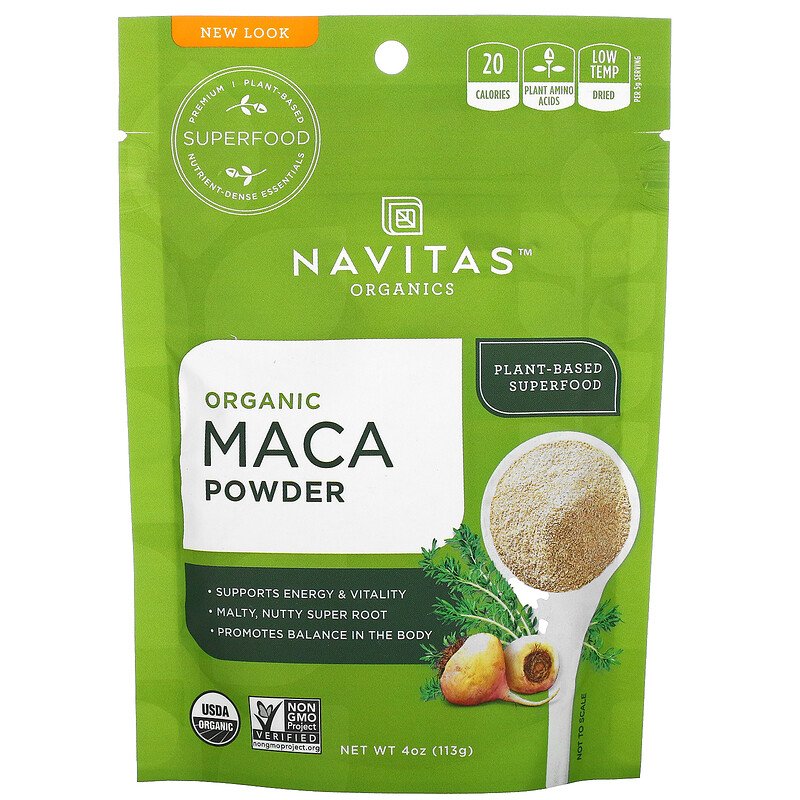 NEW LOOK
PREMIUM | PLANT-BASED
SUPERFOOD
NUTRIENT-DENSE ESSENTIALS
20
CALORIES
PLANT AMINO
ACIDS
LOW
TEMP
DRIED
PER 5g SERVING
NAVITAS™
ORGANICS
PLANT-BASED
SUPERFOOD
ORGANIC
MACA
POWDER
• SUPPORTS ENERGY & VITALITY
• MALTY, NUTTY SUPER ROOT
• PROMOTES BALANCE IN THE BODY
USDA
ORGANIC
NON
GMO
Project
VERIFIED
nongmoproject.org
NET WT 4oz (113g)
NOT TO SCALE